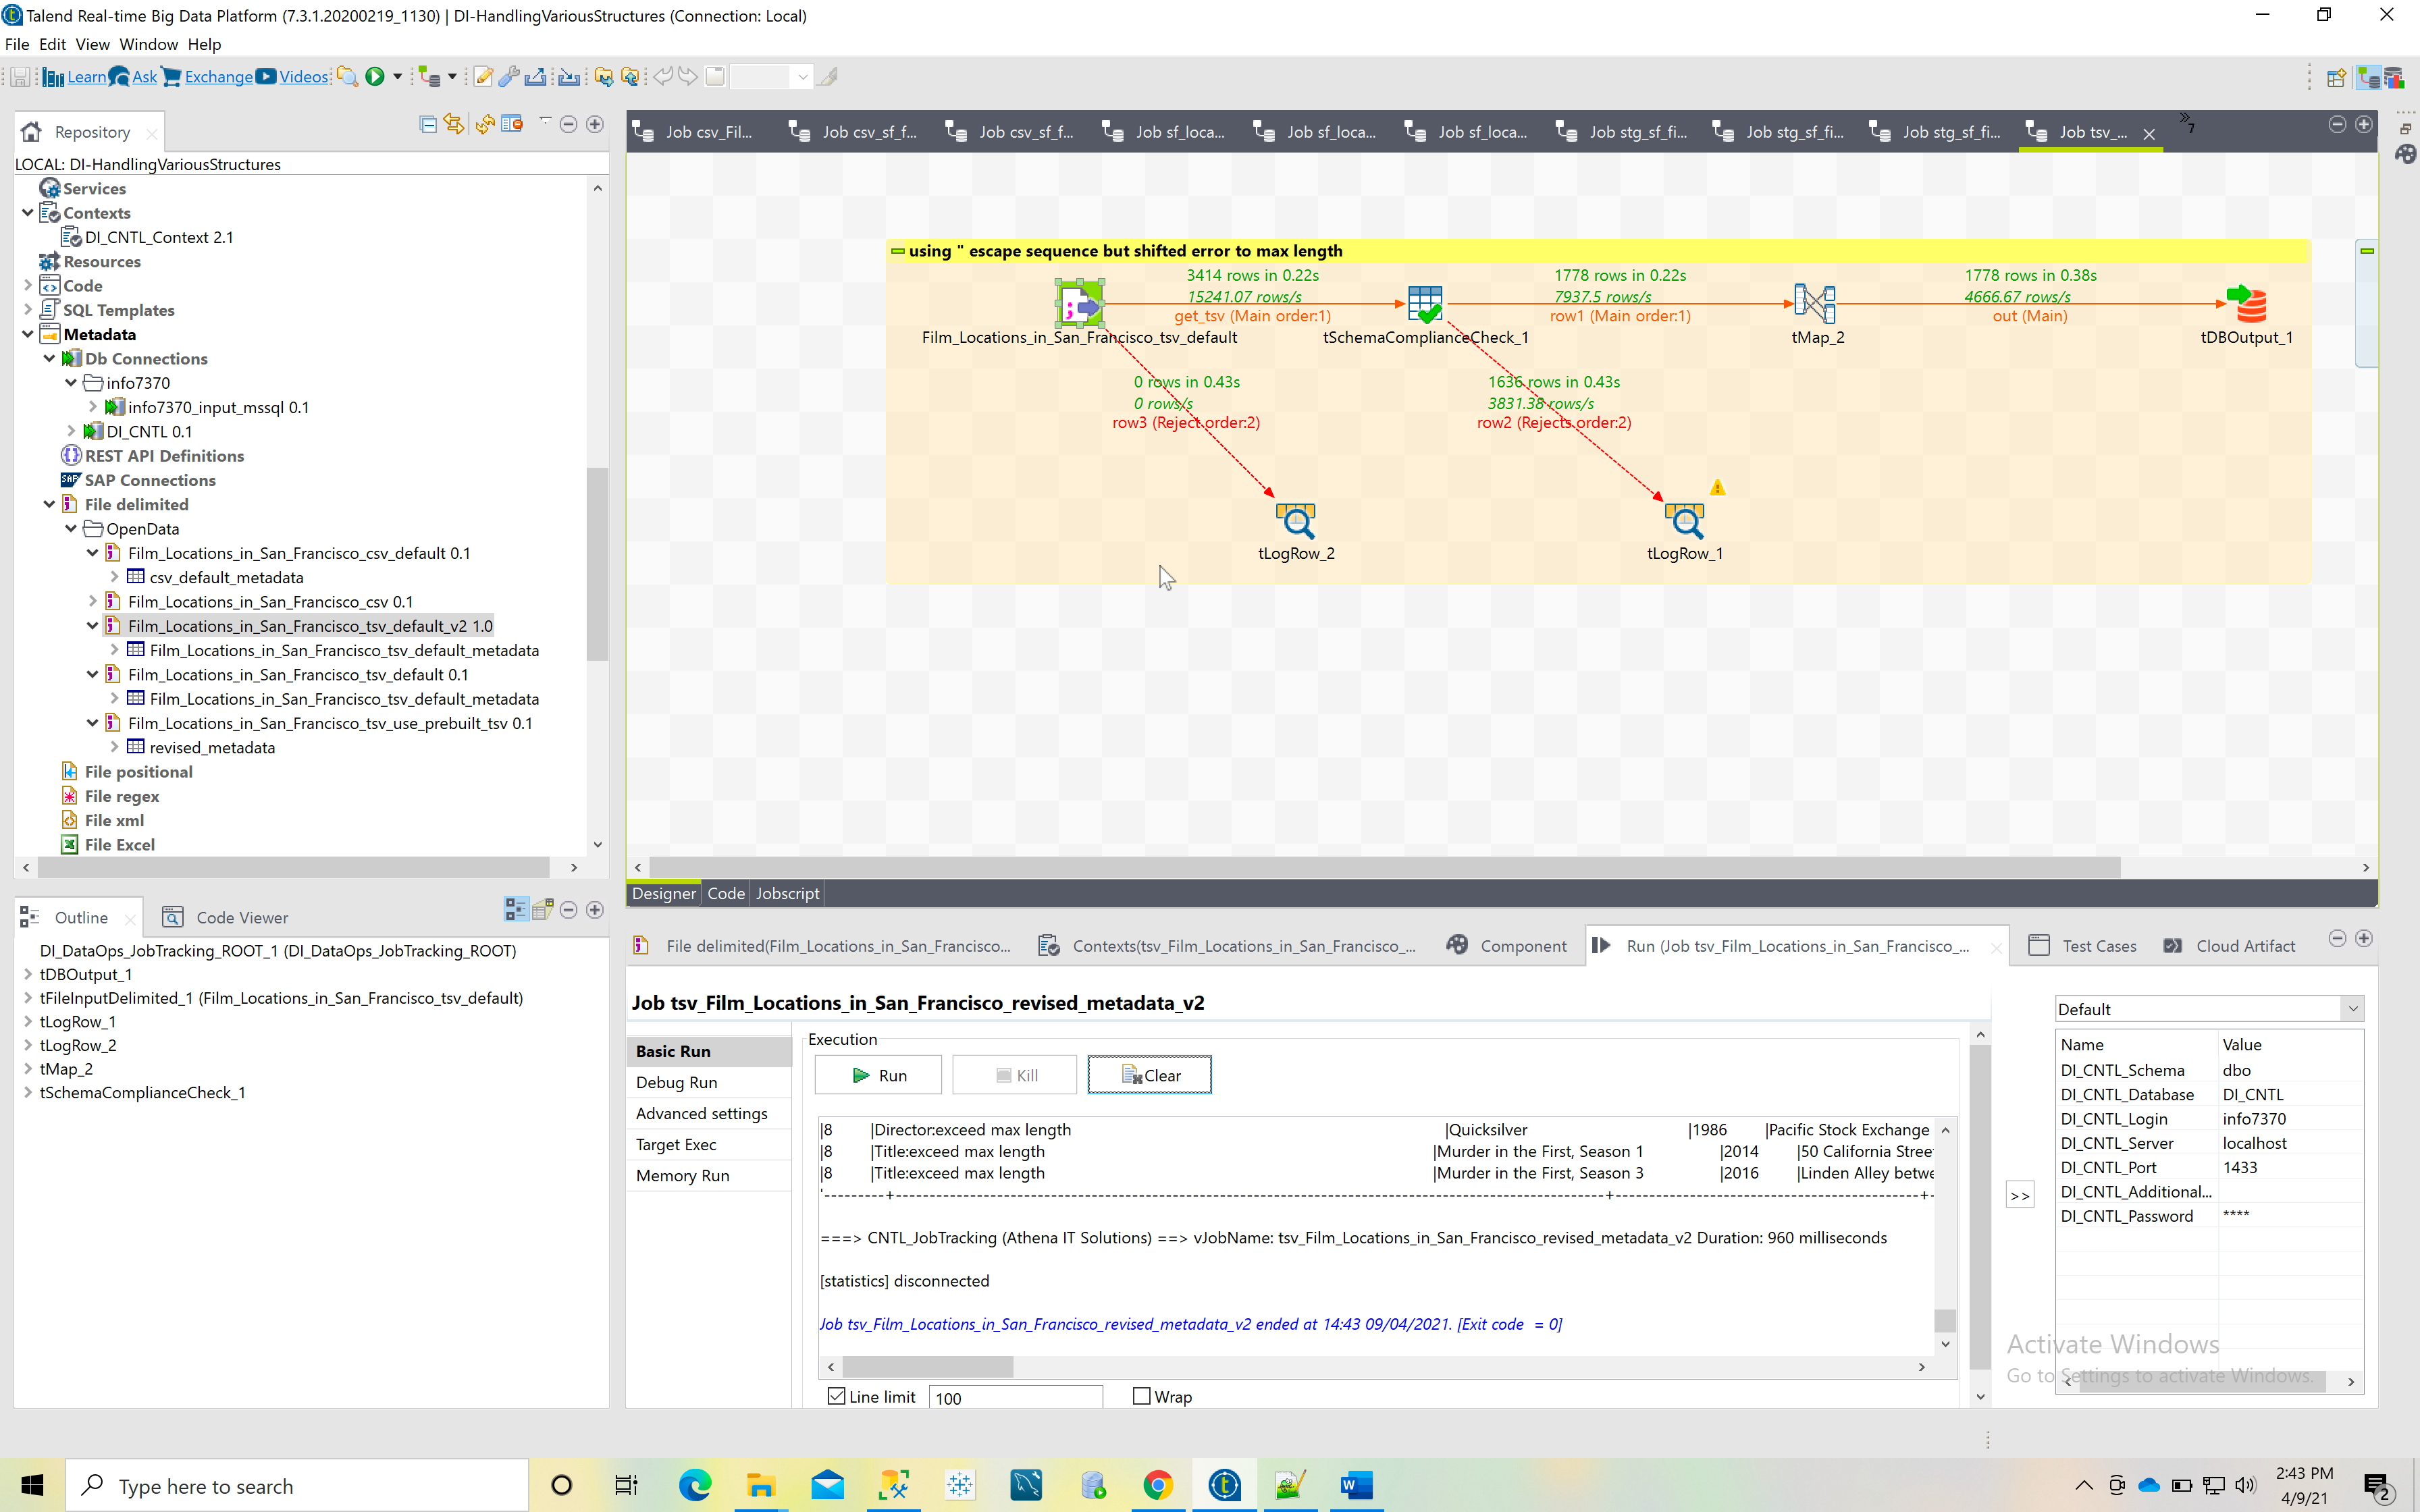 Talend Real-time Big Data Platform (7.3.1.20200219_1130) | DI-HandlingVariousStructures (Connection: Local)
File Edit View Window Help
Learn Ask Exchange Videos
Repository
LOCAL: DI-HandlingVariousStructures
Services
Contexts
DI_CNTL_Context 2.1
Resources
Code
SQL Templates
Metadata
Db Connections
info7370
info7370_input_mssql 0.1
DI_CNTL 0.1
REST API Definitions
SAP Connections
File delimited
OpenData
Film_Locations_in_San_Francisco_csv_default 0.1
csv_default_metadata
Film_Locations_in_San_Francisco_csv 0.1
Film_Locations_in_San_Francisco_tsv_default_v2 1.0
Film_Locations_in_San_Francisco_tsv_default_metadata
Film_Locations_in_San_Francisco_tsv_default 0.1
Film_Locations_in_San_Francisco_tsv_default_metadata
Film_Locations_in_San_Francisco_tsv_use_prebuilt_tsv 0.1
revised_metadata
File positional
File regex
File xml
File Excel
Outline Code Viewer
DI_DataOps_JobTracking_ROOT_1 (DI_DataOps_JobTracking_ROOT)
tDBOutput_1
tFileInputDelimited_1 (Film_Locations_in_San_Francisco_tsv_default)
tLogRow_1
tLogRow_2
tMap_2
tSchemaComplianceCheck_1
Job csv_Fil... Job csv_sf_f... Job csv_sf_f... Job sf_loca... Job sf_loca... Job sf_loca... Job stg_sf_fi... Job stg_sf_fi... Job stg_sf_fi... Job tsv_... 7
using " escape sequence but shifted error to max length
3414 rows in 0.22s 1778 rows in 0.22s 1778 rows in 0.38s
15241.07 rows/s 7937.5 rows/s 4666.67 rows/s
get_tsv (Main order:1) row1 (Main order:1) out (Main)
Film_Locations_in_San_Francisco_tsv_default tSchemaComplianceCheck_1 tMap_2 tDBOutput_1
0 rows in 0.43s 1636 rows in 0.43s
0 rows/s 3831.38 rows/s
row3 (Reject order:2) row2 (Rejects order:2)
tLogRow_2 tLogRow_1
Designer Code Jobscript
File delimited(Film_Locations_in_San_Francisco... Contexts(tsv_Film_Locations_in_San_Francisco_... Component Run (Job tsv_Film_Locations_in_San_Francisco_... Test Cases Cloud Artifact
Job tsv_Film_Locations_in_San_Francisco_revised_metadata_v2
Basic Run
Debug Run
Advanced settings
Target Exec
Memory Run
Execution
Run Kill Clear
|8 |Director:exceed max length |Quicksilver |1986 |Pacific Stock Exchange
|8 |Title:exceed max length |Murder in the First, Season 1 |2014 |50 California Stree
|8 |Title:exceed max length |Murder in the First, Season 3 |2016 |Linden Alley betwe
===> CNTL_JobTracking (Athena IT Solutions) ==> vJobName: tsv_Film_Locations_in_San_Francisco_revised_metadata_v2 Duration: 960 milliseconds
[statistics] disconnected
Job tsv_Film_Locations_in_San_Francisco_revised_metadata_v2 ended at 14:43 09/04/2021. [Exit code = 0]
Line limit 100 Wrap
>>
Default
Name Value
DI_CNTL_Schema dbo
DI_CNTL_Database DI_CNTL
DI_CNTL_Login info7370
DI_CNTL_Server localhost
DI_CNTL_Port 1433
DI_CNTL_Additional...
DI_CNTL_Password ****
Activate Windows
Go to Settings to activate Windows.
Type here to search
2:43 PM
4/9/21
2